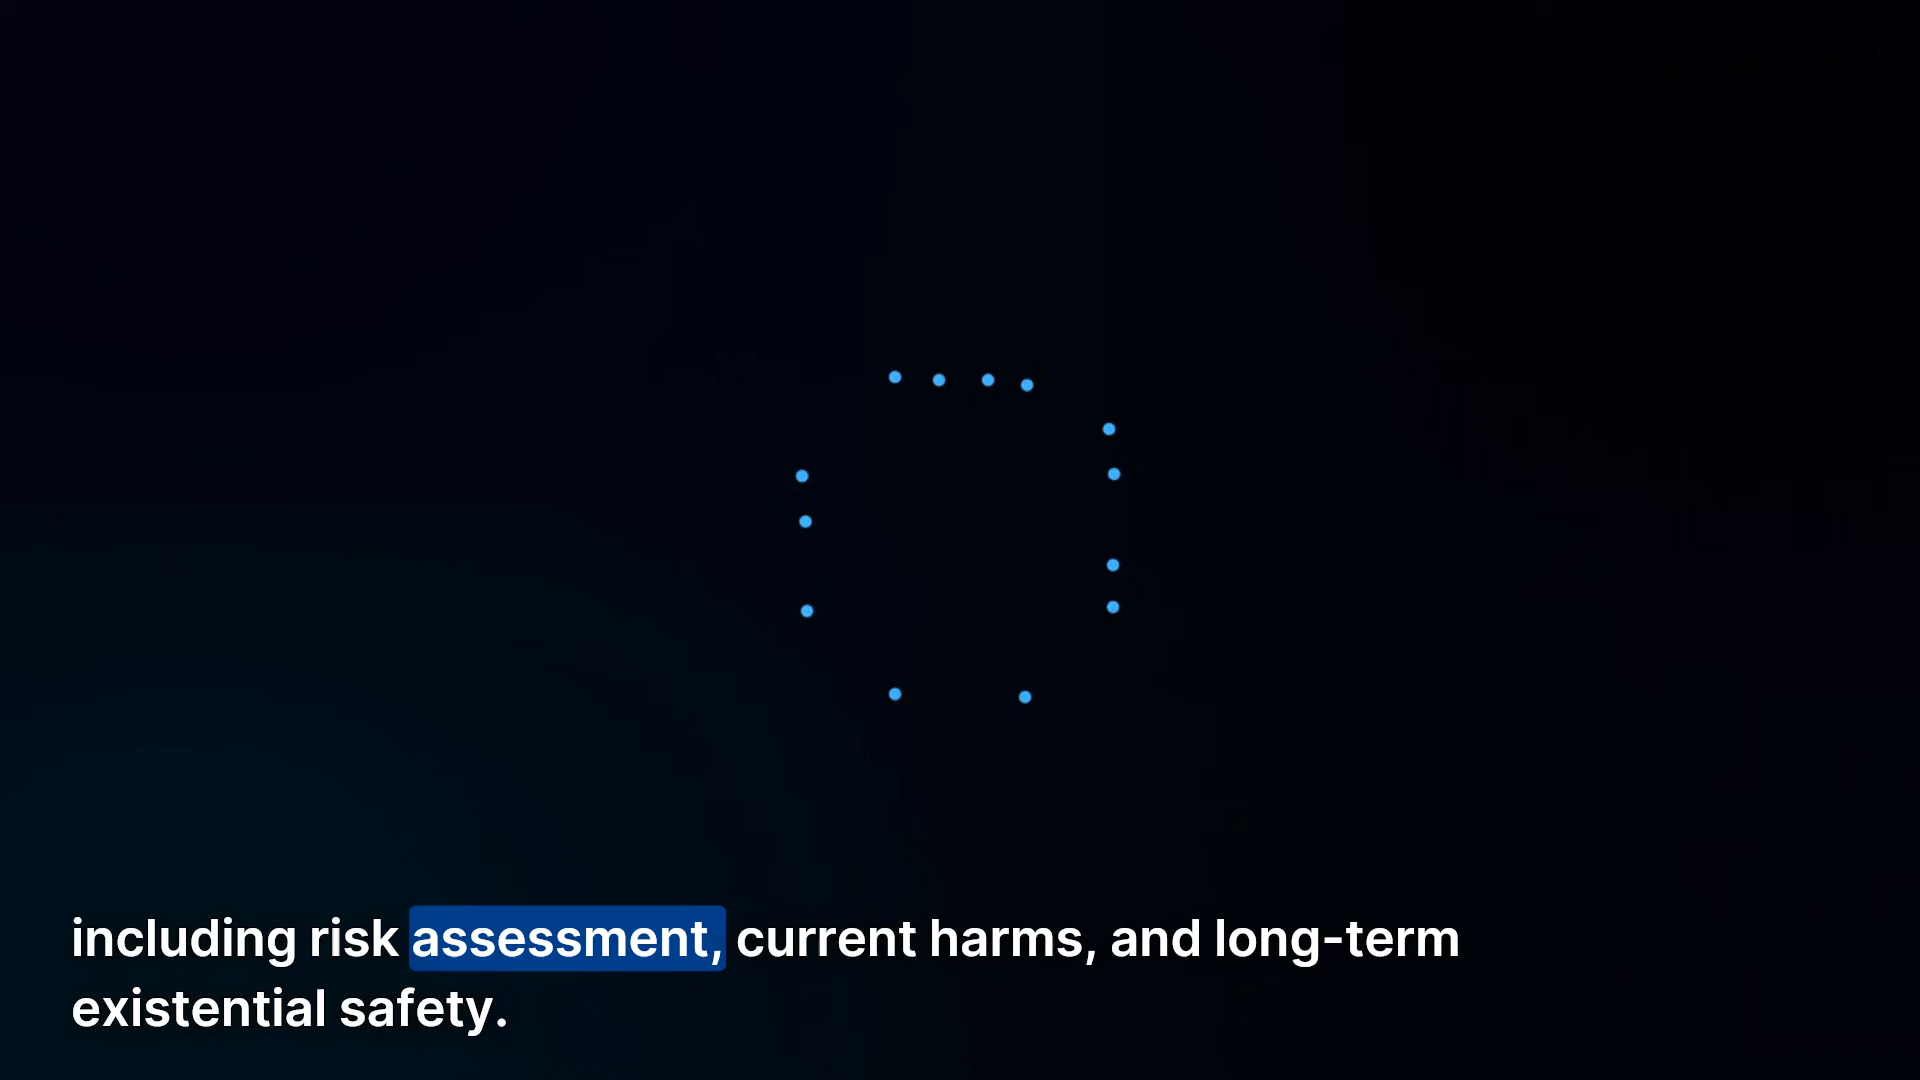 including risk assessment, current harms, and long-term
existential safety.